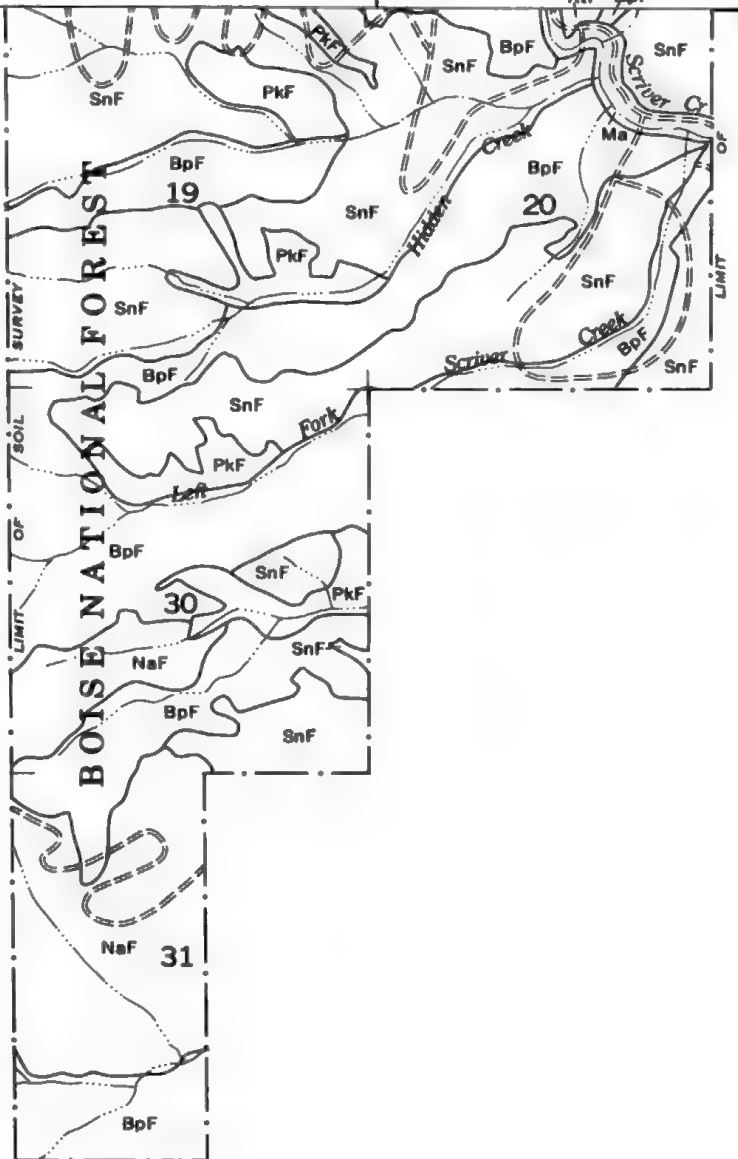 PkF
SnF
BpF
SnF
Scriver Cr
SnF
PkF
BpF
19
SnF
Hidden Creek
BpF
20
Ma
PkF
SnF
SnF
BpF
Scriver Creek
BpF
SnF
SnF
PkF
Left Fork
BpF
SnF
PkF
30
NaF
SnF
BpF
SnF
NaF
31
BpF
BOISE NATIONAL FOREST
LIMIT OF SOIL SURVEY
LIMIT OF